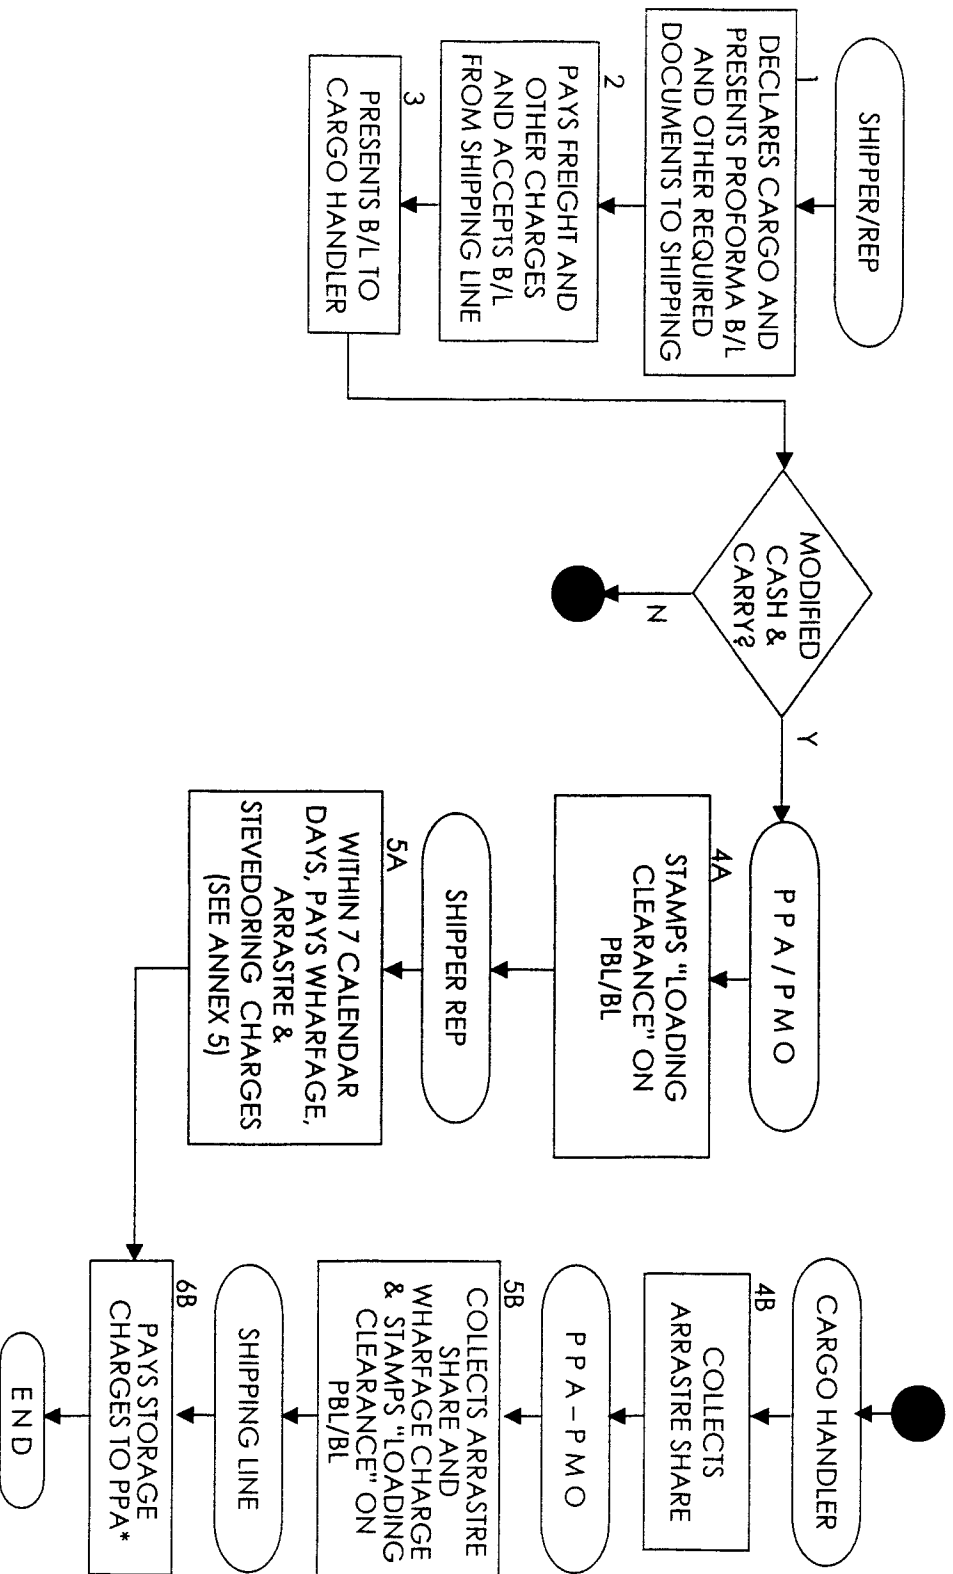 SHIPPER/REP
1
DECLARES CARGO AND
PRESENTS PROFORMA B/L
AND OTHER REQUIRED
DOCUMENTS TO SHIPPING
2
PAYS FREIGHT AND
OTHER CHARGES
AND ACCEPTS B/L
FROM SHIPPING LINE
3
PRESENTS B/L TO
CARGO HANDLER
MODIFIED
CASH &
CARRY?
N
Y
P P A / P M O
4A
STAMPS "LOADING
CLEARANCE" ON
PBL/BL
SHIPPER REP
5A
WITHIN 7 CALENDAR
DAYS, PAYS WHARFAGE,
ARRASTRE &
STEVEDORING CHARGES
(SEE ANNEX 5)
CARGO HANDLER
4B
COLLECTS
ARRASTRE SHARE
P P A – P M O
5B
COLLECTS ARRASTRE
SHARE AND
WHARFAGE CHARGE
& STAMPS "LOADING
CLEARANCE" ON
PBL/BL
SHIPPING LINE
6B
PAYS STORAGE
CHARGES TO PPA*
E N D